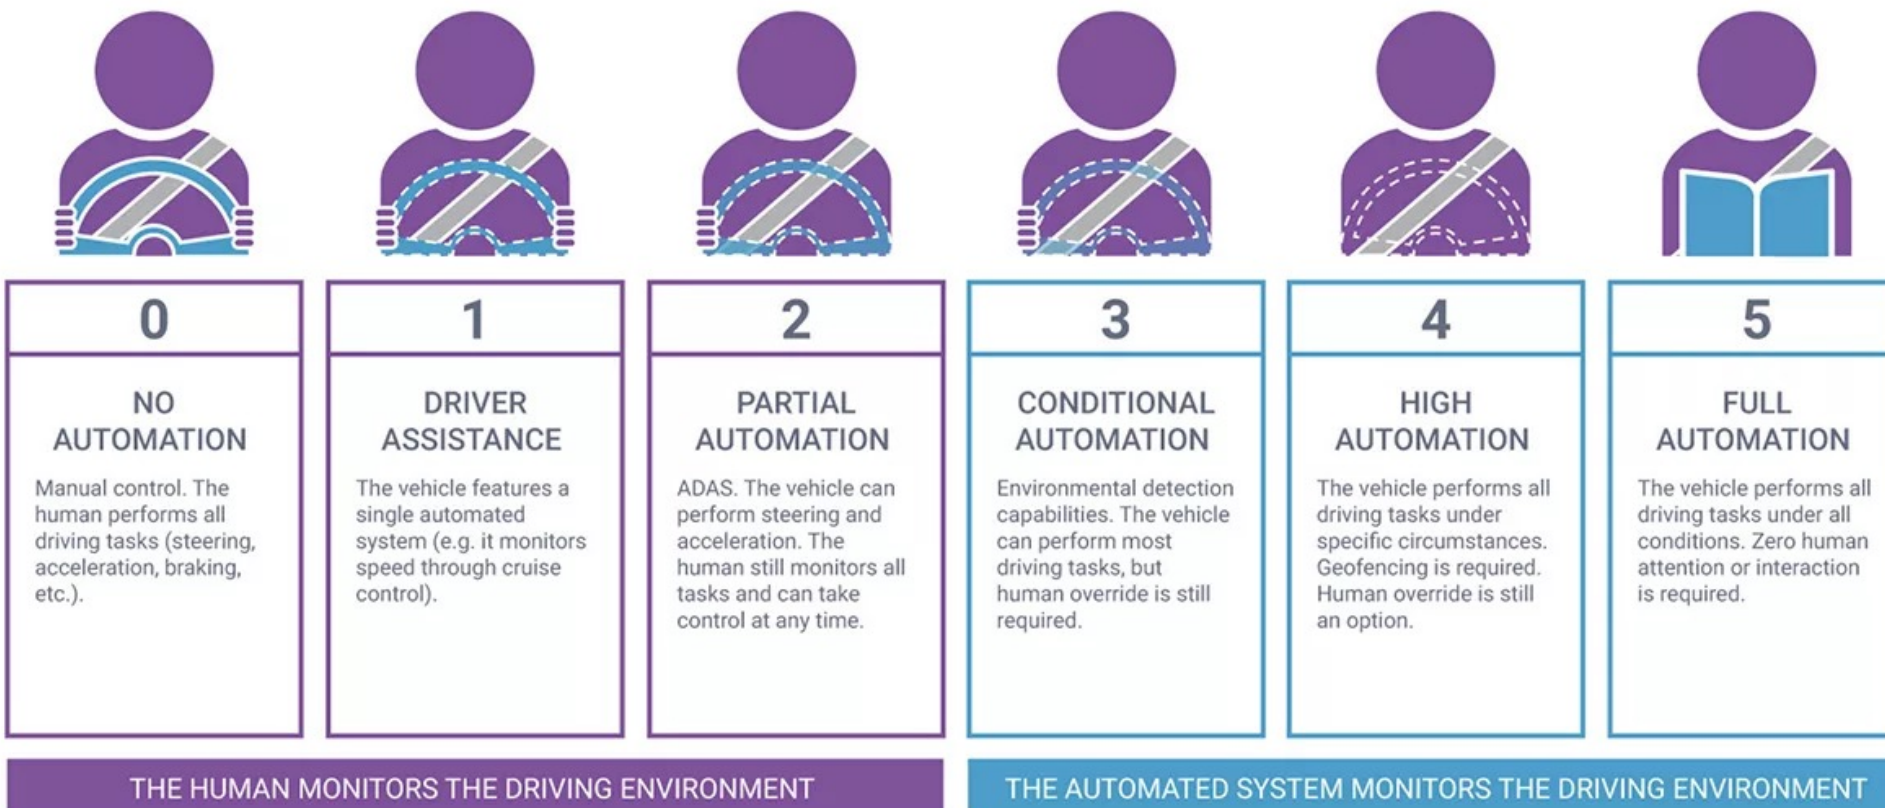 0
NO
AUTOMATION
Manual control. The
human performs all
driving tasks (steering,
acceleration, braking,
etc.).
1
DRIVER
ASSISTANCE
The vehicle features a
single automated
system (e.g. it monitors
speed through cruise
control).
2
PARTIAL
AUTOMATION
ADAS. The vehicle can
perform steering and
acceleration. The
human still monitors all
tasks and can take
control at any time.
3
CONDITIONAL
AUTOMATION
Environmental detection
capabilities. The vehicle
can perform most
driving tasks, but
human override is still
required.
4
HIGH
AUTOMATION
The vehicle performs all
driving tasks under
specific circumstances.
Geofencing is required.
Human override is still
an option.
5
FULL
AUTOMATION
The vehicle performs all
driving tasks under all
conditions. Zero human
attention or interaction
is required.
THE HUMAN MONITORS THE DRIVING ENVIRONMENT
THE AUTOMATED SYSTEM MONITORS THE DRIVING ENVIRONMENT